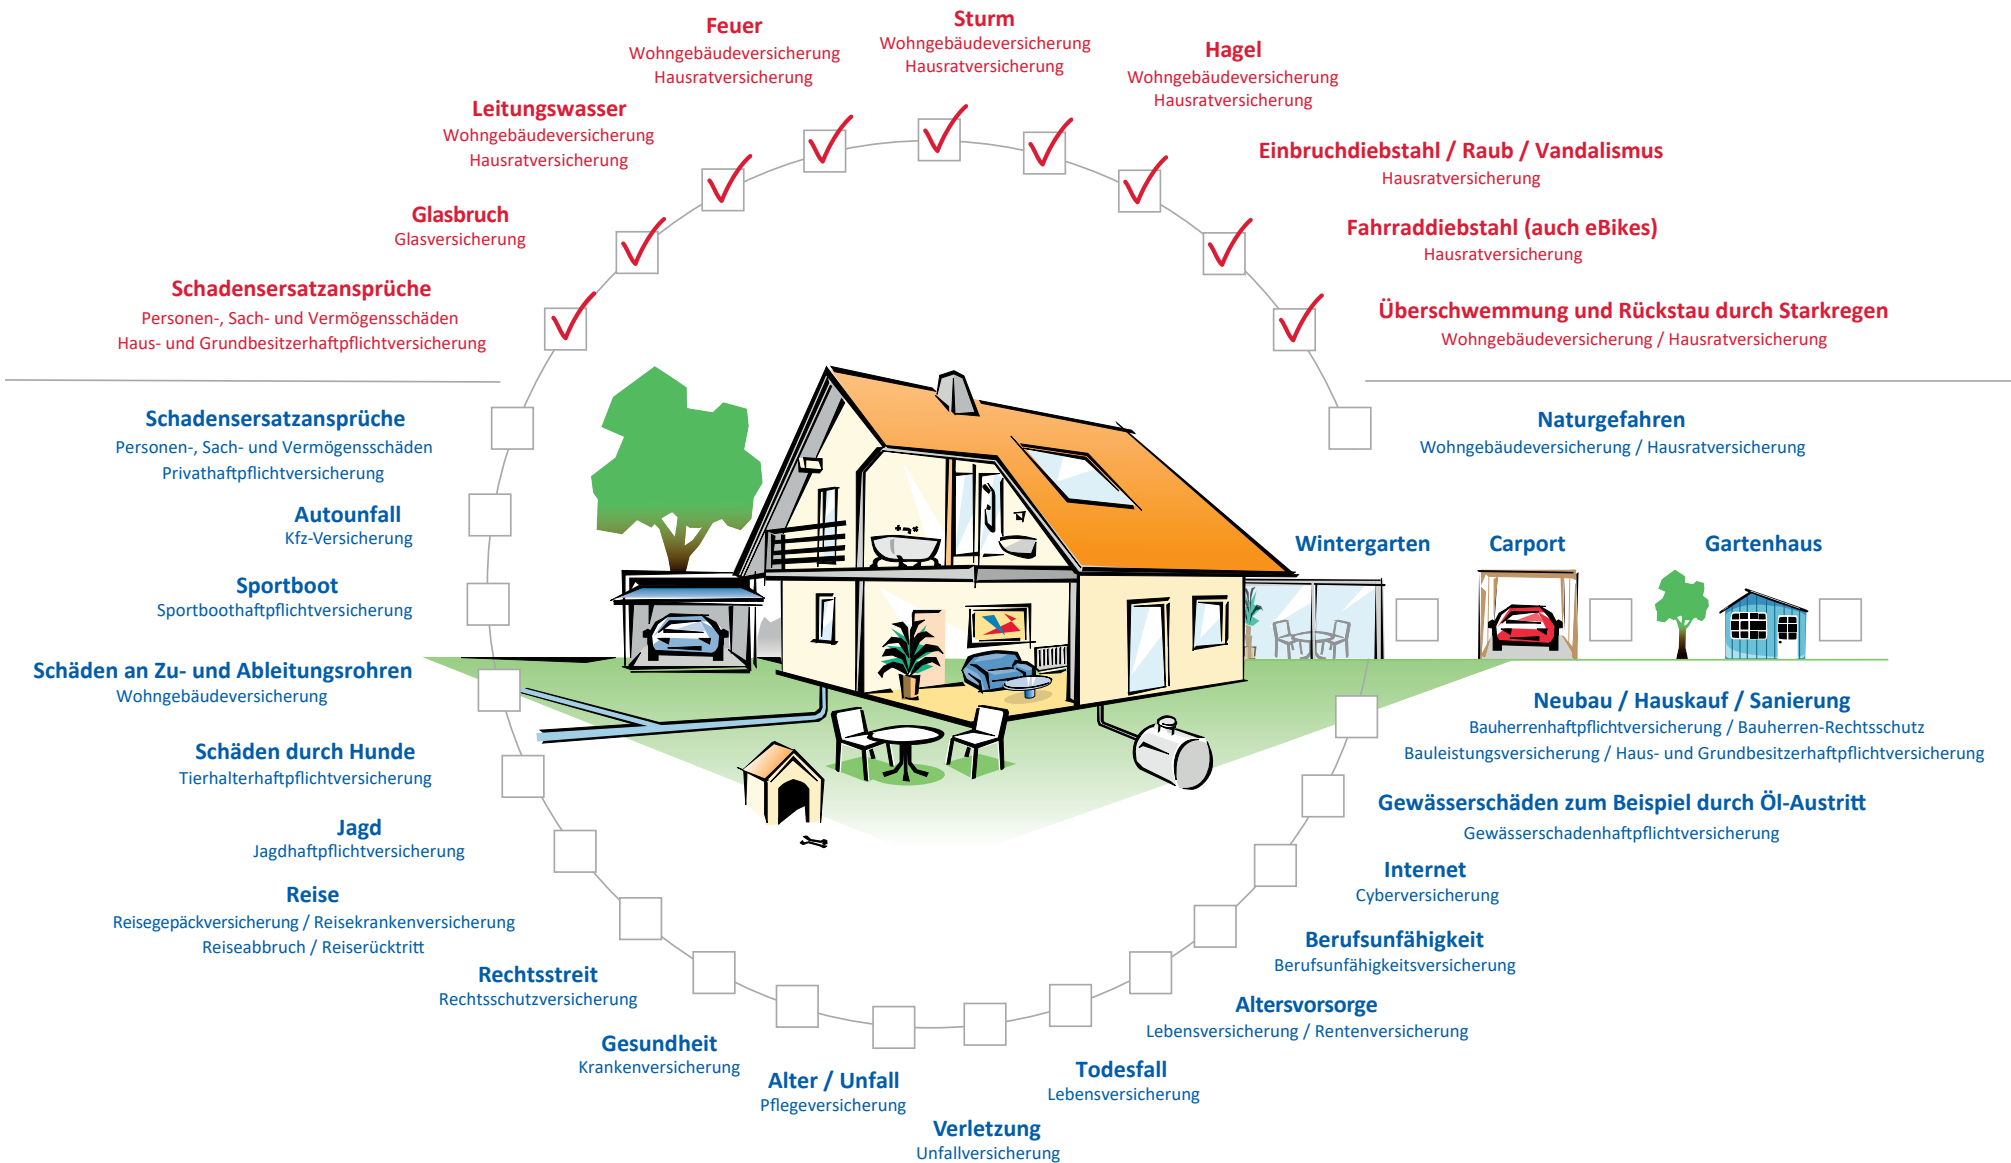 Feuer
Wohngebäudeversicherung
Hausratversicherung
Sturm
Wohngebäudeversicherung
Hausratversicherung
Hagel
Wohngebäudeversicherung
Hausratversicherung
Leitungswasser
Wohngebäudeversicherung
Hausratversicherung
Einbruchdiebstahl / Raub / Vandalismus
Hausratversicherung
Glasbruch
Glasversicherung
Fahrraddiebstahl (auch eBikes)
Hausratversicherung
Schadensersatzansprüche
Personen-, Sach- und Vermögensschäden
Haus- und Grundbesitzerhaftpflichtversicherung
Überschwemmung und Rückstau durch Starkregen
Wohngebäudeversicherung / Hausratversicherung
Schadensersatzansprüche
Personen-, Sach- und Vermögensschäden
Privathaftpflichtversicherung
Naturgefahren
Wohngebäudeversicherung / Hausratversicherung
Autounfall
Kfz-Versicherung
Wintergarten
Carport
Gartenhaus
Sportboot
Sportboothaftpflichtversicherung
Schäden an Zu- und Ableitungsrohren
Wohngebäudeversicherung
Neubau / Hauskauf / Sanierung
Bauherrenhaftpflichtversicherung / Bauherren-Rechtsschutz
Bauleistungsversicherung / Haus- und Grundbesitzerhaftpflichtversicherung
Schäden durch Hunde
Tierhalterhaftpflichtversicherung
Gewässerschäden zum Beispiel durch Öl-Austritt
Gewässerschadenhaftpflichtversicherung
Jagd
Jagdhaftpflichtversicherung
Internet
Cyberversicherung
Reise
Reisegepäckversicherung / Reisekrankenversicherung
Reiseabbruch / Reiserücktritt
Berufsunfähigkeit
Berufsunfähigkeitsversicherung
Rechtsstreit
Rechtsschutzversicherung
Altersvorsorge
Lebensversicherung / Rentenversicherung
Gesundheit
Krankenversicherung
Todesfall
Lebensversicherung
Alter / Unfall
Pflegeversicherung
Verletzung
Unfallversicherung